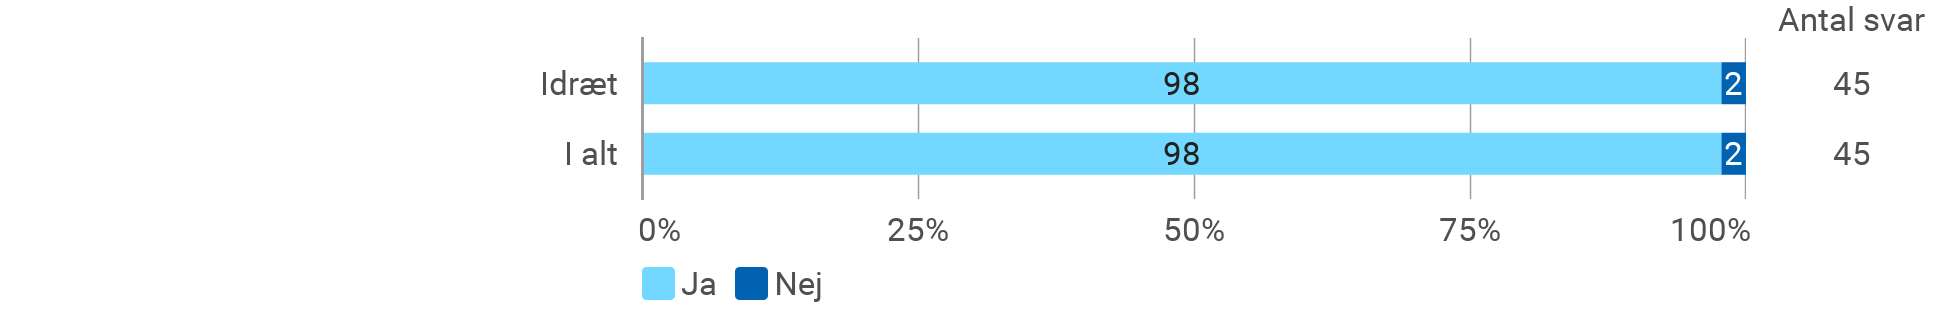 Antal svar
Idræt 98 2 45
I alt 98 2 45
0% 25% 50% 75% 100%
Ja Nej